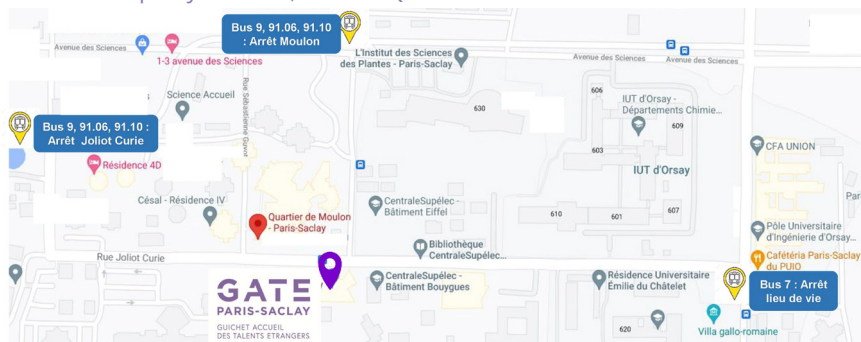 Bus 9, 91.06, 91.10
: Arrêt Moulon
Avenue des Sciences
1-3 avenue des Sciences
L'Institut des Sciences
des Plantes - Paris-Saclay
Avenue des Sciences
Avenue des Sciences
Science Accueil
Rue Sébastienne Guyot
630
606
IUT d'Orsay -
Départements Chimie...
609
Bus 9, 91.06, 91.10 :
Arrêt Joliot Curie
603
CFA UNION
Résidence 4D
IUT d'Orsay
Césal - Résidence IV
CentraleSupélec -
Bâtiment Eiffel
Quartier de Moulon
- Paris-Saclay
610
601
607
Pôle Universitaire
d'Ingénierie d'Orsay...
Rue Joliot Curie
Bibliothèque
CentraleSupélec...
Cafétéria Paris-Saclay
du PUIO
GATE
PARIS-SACLAY
GUICHET ACCUEIL
DES TALENTS ETRANGERS
CentraleSupélec -
Bâtiment Bouygues
Résidence Universitaire
Émilie du Châtelet
Bus 7 : Arrêt
lieu de vie
620
Villa gallo-romaine